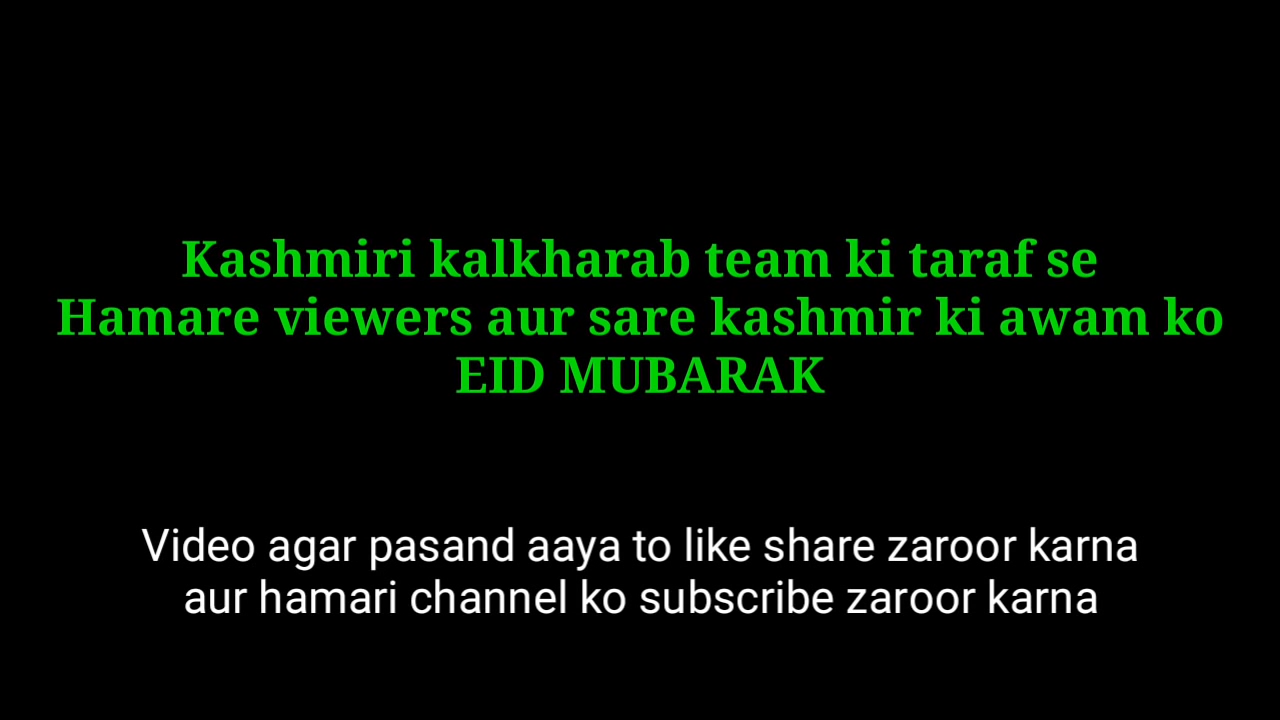 Kashmiri kalkharab team ki taraf se
Hamare viewers aur sare kashmir ki awam ko
EID MUBARAK
Video agar pasand aaya to like share zaroor karna
aur hamari channel ko subscribe zaroor karna